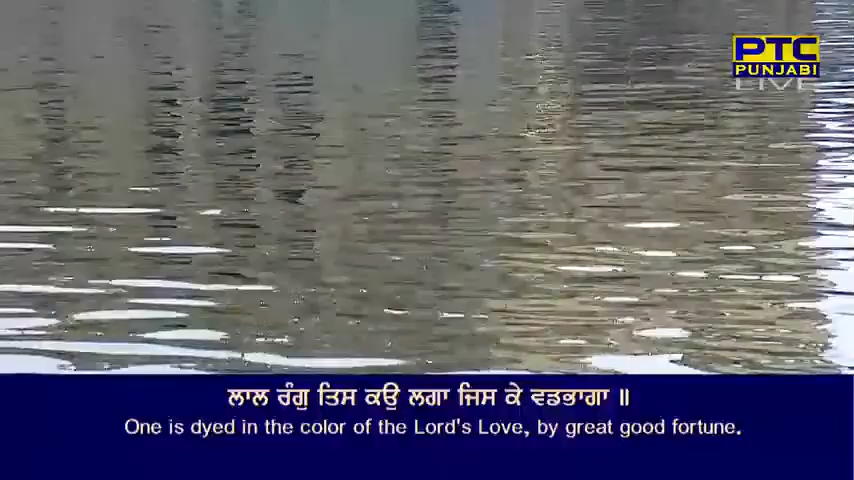 PTC
PUNJABI
LIVE
ਲਾਲ ਰੰਗੁ ਤਿਸ ਕਉ ਲਗਾ ਜਿਸ ਕੇ ਵਡਭਾਗਾ ॥
One is dyed in the color of the Lord's Love, by great good fortune.